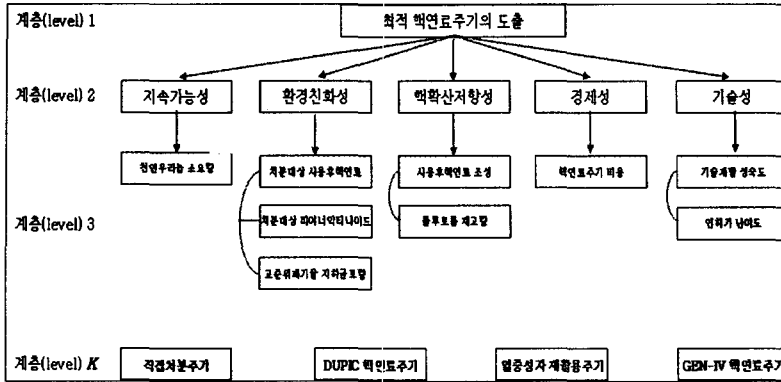 계층(level) 1
최적 핵연료주기의 도출
계층(level) 2
지속가능성
환경친화성
핵확산저항성
경제성
기술성
계층(level) 3
천연우라늄 소요량
처분대상 사용후핵연료
사용후핵연료 조성
핵연료주기 비용
기술개발 성숙도
처분대상 마이너악티나이드
플루토늄 재고량
인허가 난이도
고준위폐기물 지하굴토량
계층(level) K
직접처분주기
DUPIC 핵연료주기
열중성자 재활용주기
GEN-IV 핵연료주기